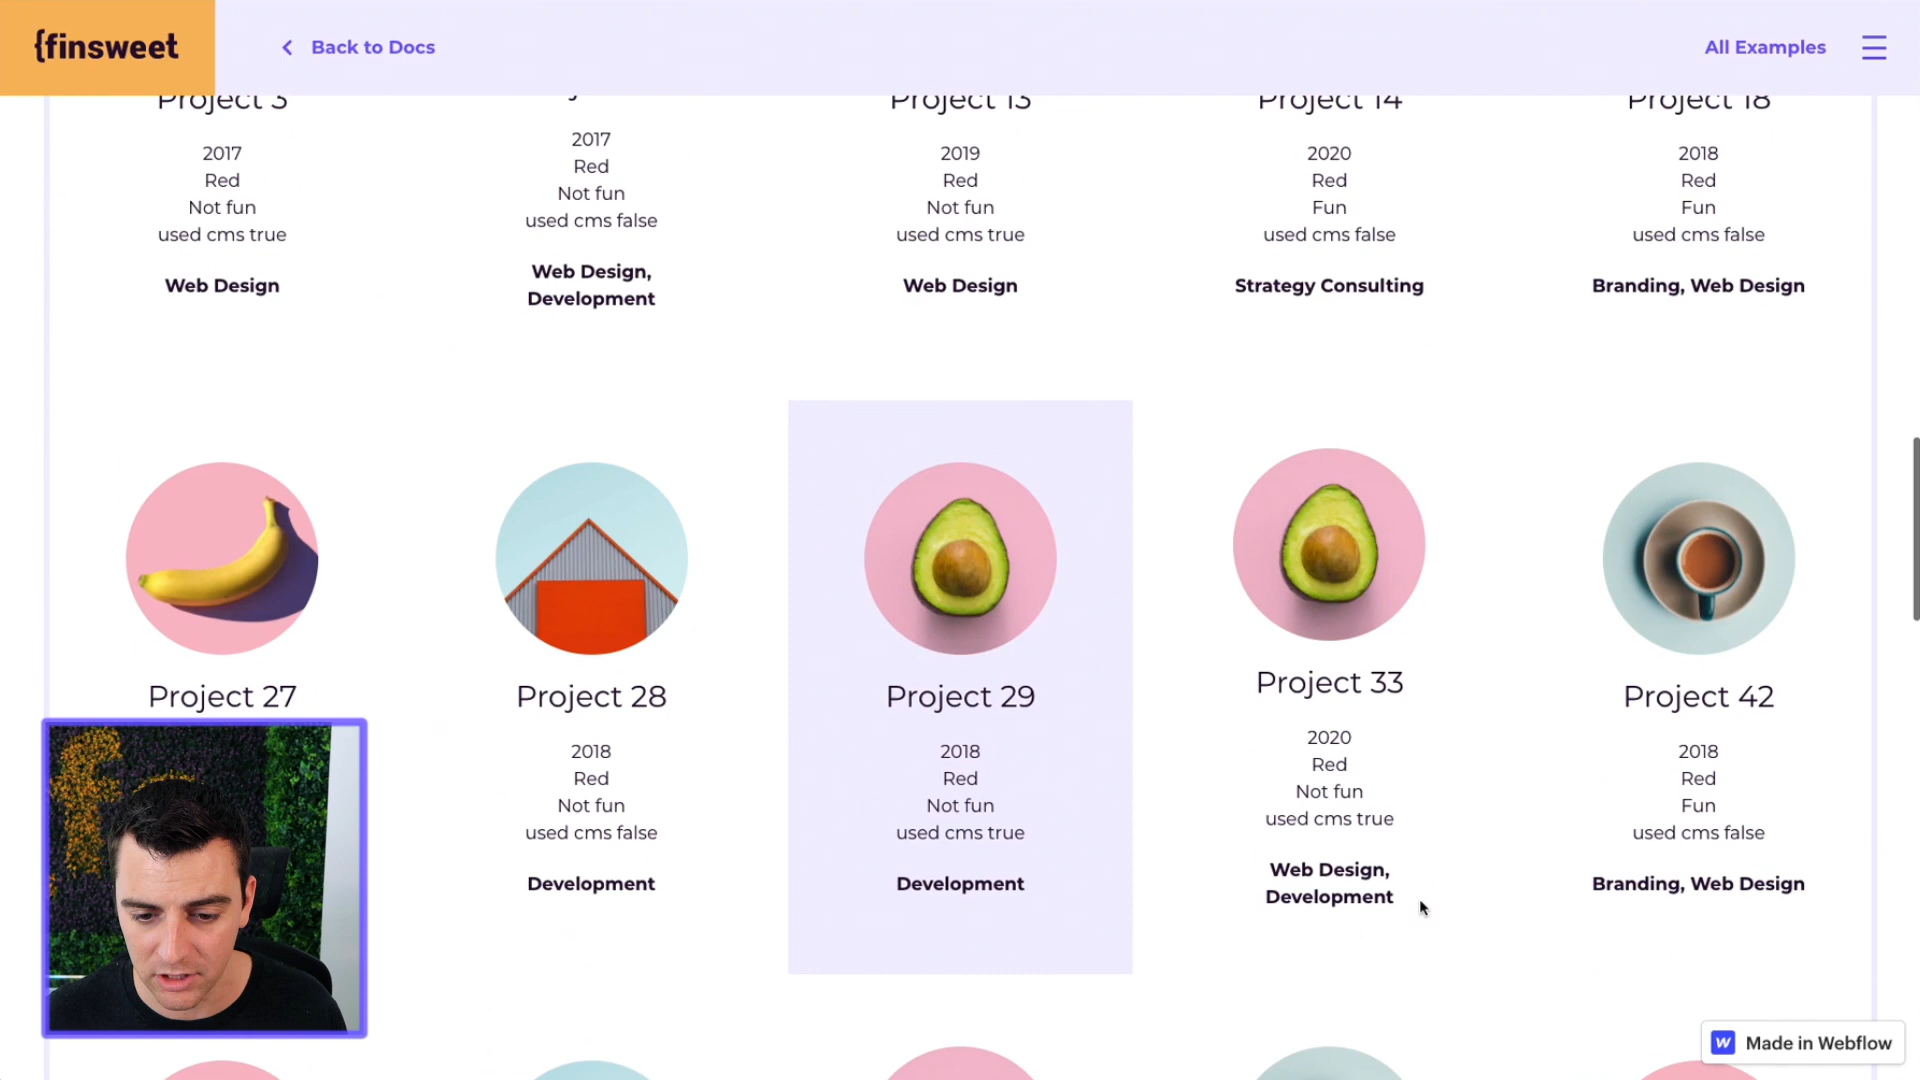 {finsweet
Back to Docs
All Examples
Project 3
Project 13
Project 14
Project 18
2017
Red
Not fun
used cms true
Web Design
2017
Red
Not fun
used cms false
Web Design,
Development
2019
Red
Not fun
used cms true
Web Design
2020
Red
Fun
used cms false
Strategy Consulting
2018
Red
Fun
used cms false
Branding, Web Design
Project 27
Project 28
2018
Red
Not fun
used cms false
Development
Project 29
2018
Red
Not fun
used cms true
Development
Project 33
2020
Red
Not fun
used cms true
Web Design,
Development
Project 42
2018
Red
Fun
used cms false
Branding, Web Design
Made in Webflow